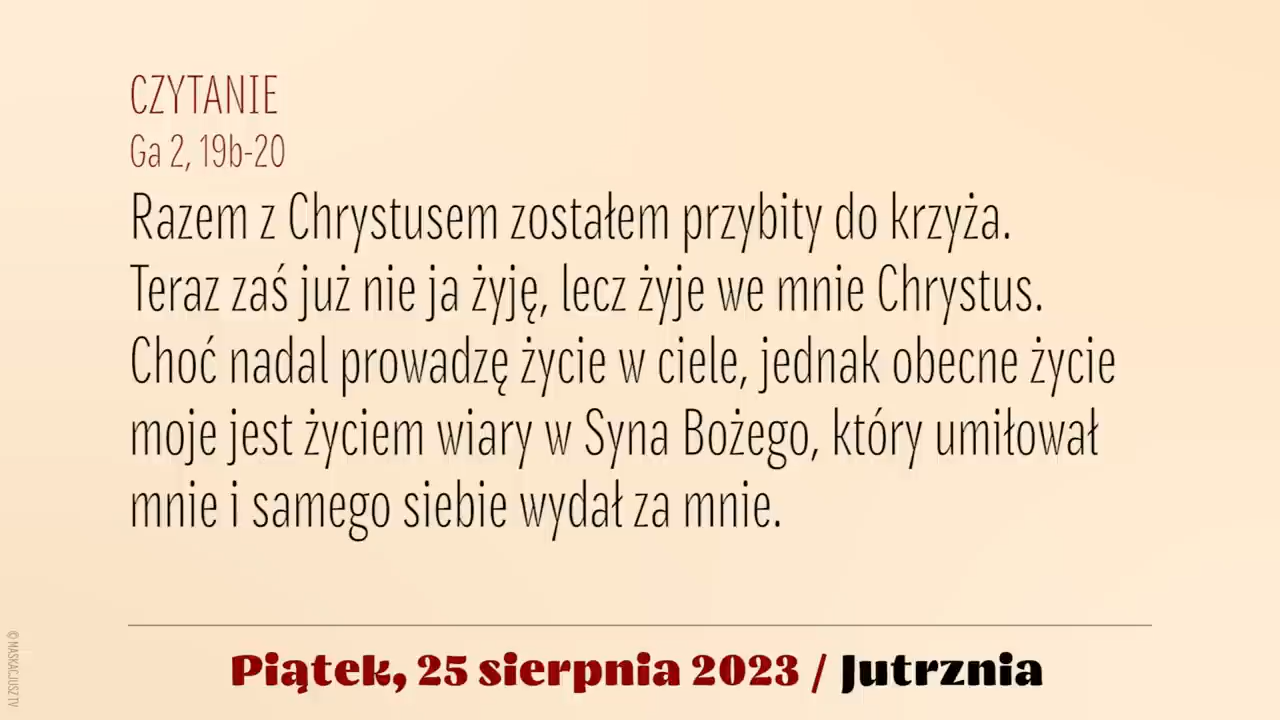 CZYTANIE
Ga 2, 19b-20
Razem z Chrystusem zostałem przybity do krzyża.
Teraz zaś już nie ja żyję, lecz żyje we mnie Chrystus.
Choć nadal prowadzę życie w ciele, jednak obecne życie
moje jest życiem wiary w Syna Bożego, który umiłował
mnie i samego siebie wydał za mnie.
Piątek, 25 sierpnia 2023 / Jutrznia
© MASKACJUSZ TV